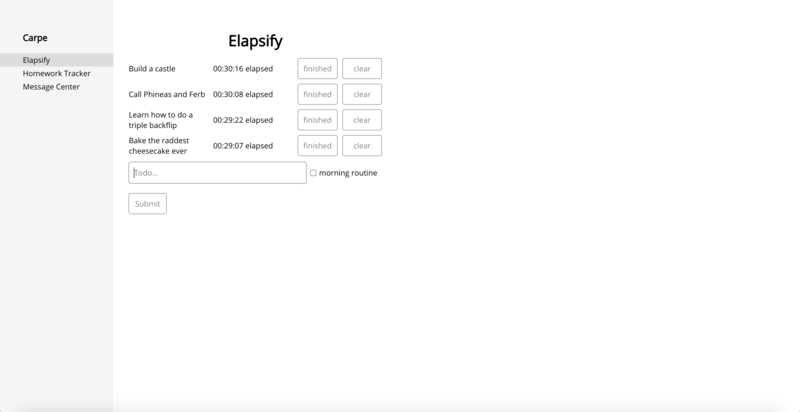 Carpe
Elapsify
Homework Tracker
Message Center
Elapsify
Build a castle 00:30:16 elapsed finished clear
Call Phineas and Ferb 00:30:08 elapsed finished clear
Learn how to do a
triple backflip 00:29:22 elapsed finished clear
Bake the raddest
cheesecake ever 00:29:07 elapsed finished clear
Todo... morning routine
Submit